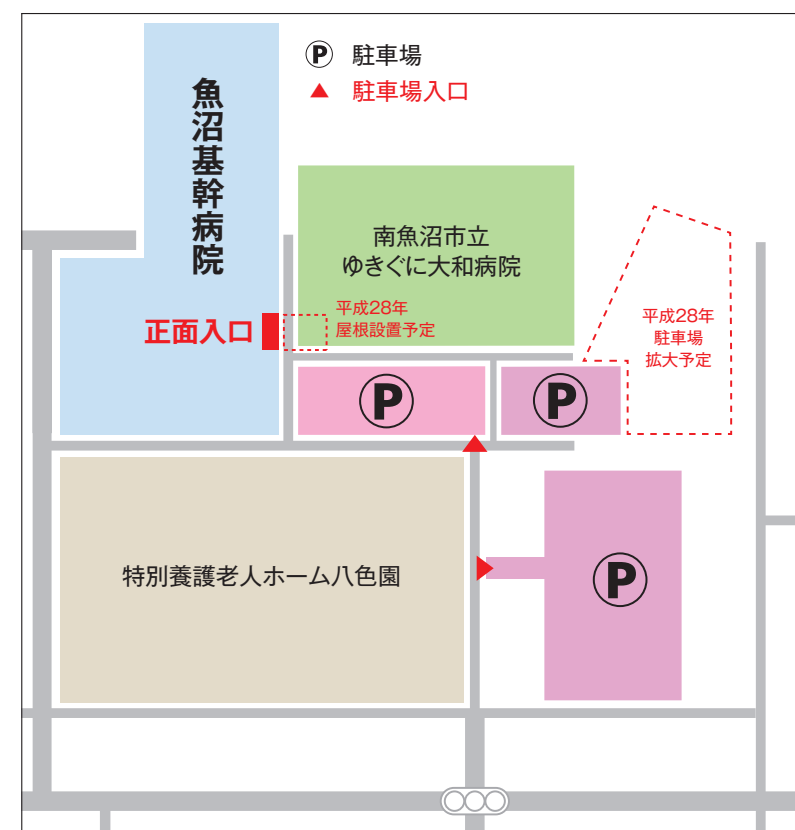 P 駐車場
▲ 駐車場入口
魚沼基幹病院
南魚沼市立
ゆきぐに大和病院
正面入口
平成28年
屋根設置予定
平成28年
駐車場
拡大予定
P
P
特別養護老人ホーム八色園
P